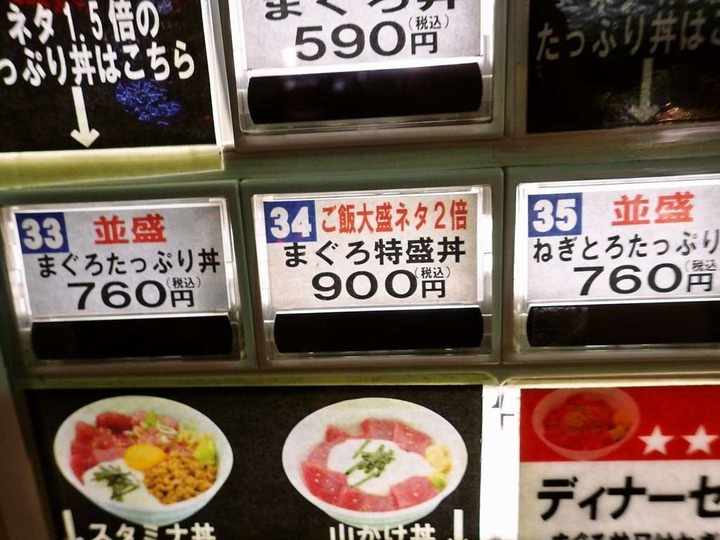 ネタ1.5倍の
っぷり丼はこちら
まぐろ丼
590円(税込)
たっぷり丼は
33 並盛
まぐろたっぷり丼
760円(税込)
34 ご飯大盛ネタ2倍
まぐろ特盛丼
900円(税込)
35 並盛
ねぎとろたっぷり
760円(税込)
スタミナ丼
山かけ丼
ディナーセ